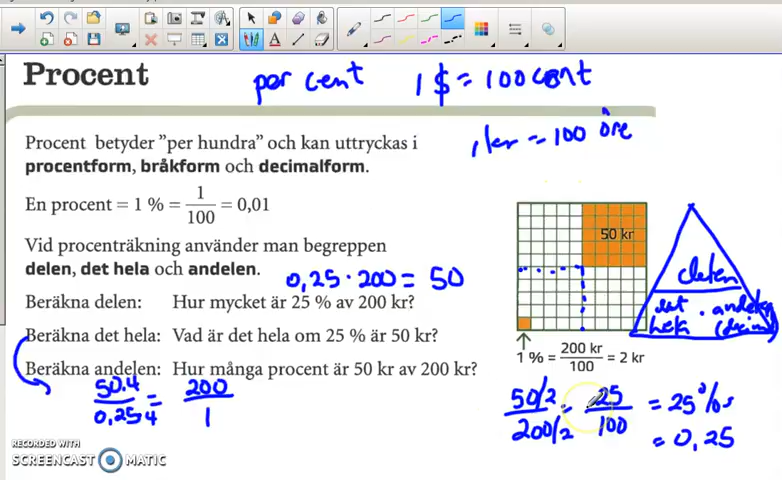 Procent
per cent
1 $ = 100 cent
1 kr = 100 öre
Procent betyder ”per hundra” och kan uttryckas i
procentform, bråkform och decimalform.
En procent = 1 % = 1/100 = 0,01
Vid procenträkning använder man begreppen
delen, det hela och andelen.
0,25 · 200 = 50
Beräkna delen: Hur mycket är 25 % av 200 kr?
Beräkna det hela: Vad är det hela om 25 % är 50 kr?
Beräkna andelen: Hur många procent är 50 kr av 200 kr?
50·4/0,25·4 = 200/1
50 kr
1 % = 200 kr/100 = 2 kr
delen
det hela · andelen (decimal)
50/2 / 200/2 = 25/100 = 25%
= 0,25
RECORDED WITH
SCREENCAST MATIC